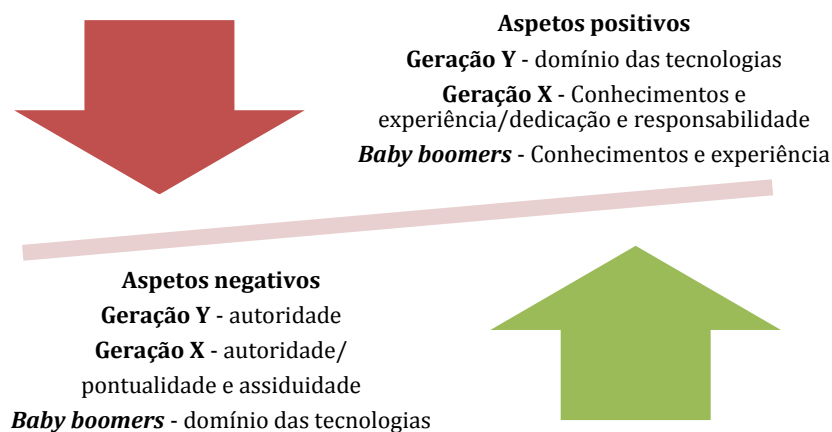 Aspetos positivos
Geração Y - domínio das tecnologias
Geração X - Conhecimentos e
experiência/dedicação e responsabilidade
Baby boomers - Conhecimentos e experiência
Aspetos negativos
Geração Y - autoridade
Geração X - autoridade/
pontualidade e assiduidade
Baby boomers - domínio das tecnologias